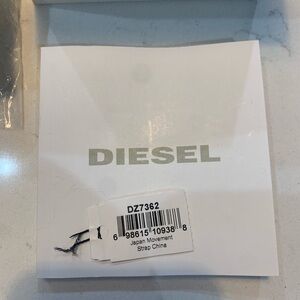 DIESEL
DZ7362
6 98615 10938 8
Japan Movement
Strap China